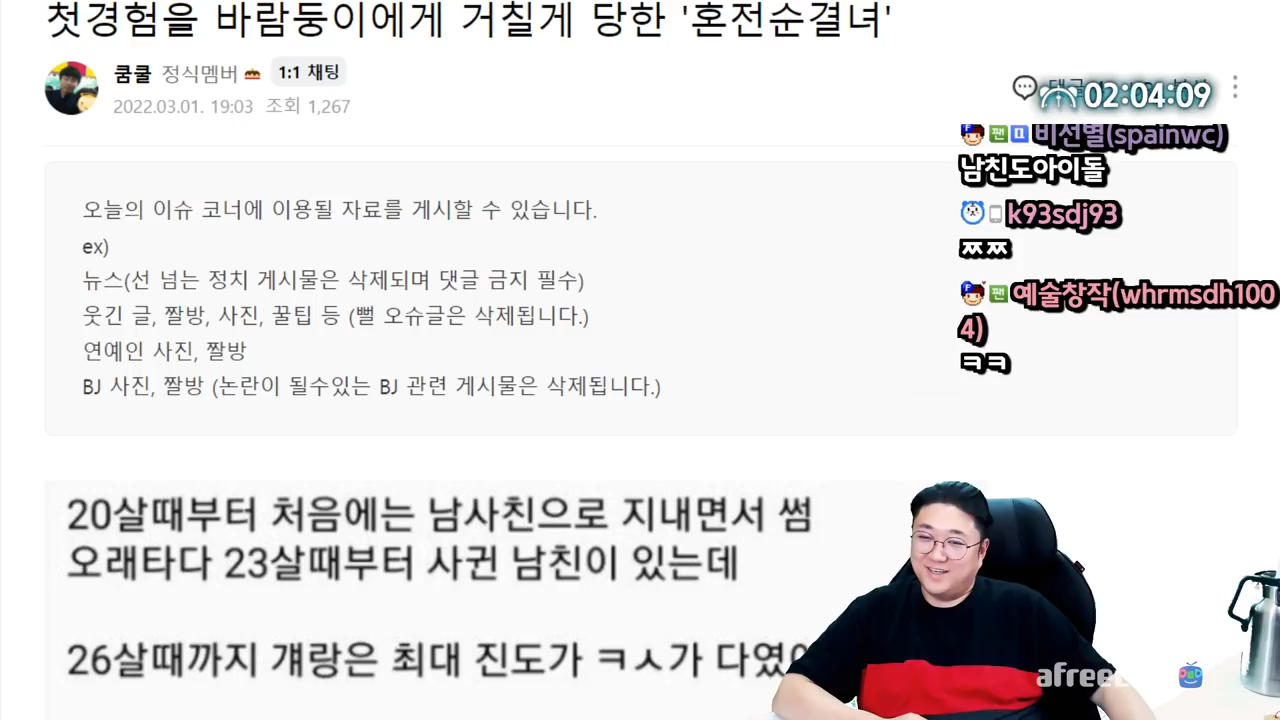 첫경험을 바람둥이에게 거칠게 당한 '혼전순결녀'
쿰쿨 정식멤버 1:1 채팅
2022.03.01. 19:03 조회 1,267
댓글
02:04:09
비선별(spainwc)
남친도아이돌
k93sdj93
ㅉㅉ
예술창작(whrmsdh100
4)
ㅋㅋ
오늘의 이슈 코너에 이용될 자료를 게시할 수 있습니다.
ex)
뉴스(선 넘는 정치 게시물은 삭제되며 댓글 금지 필수)
웃긴 글, 짤방, 사진, 꿀팁 등 (뻘 오슈글은 삭제됩니다.)
연예인 사진, 짤방
BJ 사진, 짤방 (논란이 될수있는 BJ 관련 게시물은 삭제됩니다.)
20살때부터 처음에는 남사친으로 지내면서 썸
오래타다 23살때부터 사귄 남친이 있는데
26살때까지 걔랑은 최대 진도가 ㅋㅅ가